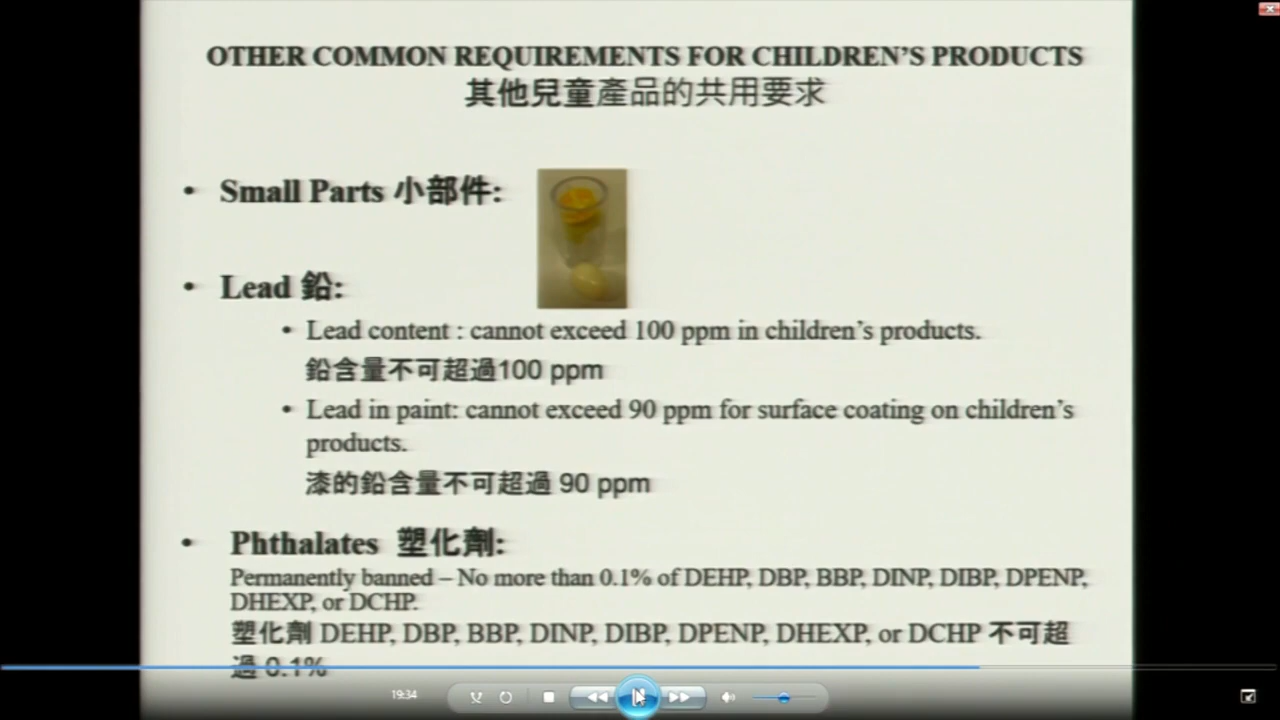 OTHER COMMON REQUIREMENTS FOR CHILDREN’S PRODUCTS
其他兒童產品的共用要求
• Small Parts 小部件:
• Lead 鉛:
• Lead content : cannot exceed 100 ppm in children’s products.
鉛含量不可超過100 ppm
• Lead in paint: cannot exceed 90 ppm for surface coating on children’s
products.
漆的鉛含量不可超過 90 ppm
• Phthalates 塑化劑:
Permanently banned – No more than 0.1% of DEHP, DBP, BBP, DINP, DIBP, DPENP,
DHEXP, or DCHP.
塑化劑 DEHP, DBP, BBP, DINP, DIBP, DPENP, DHEXP, or DCHP 不可超
過 0.1%
19:34